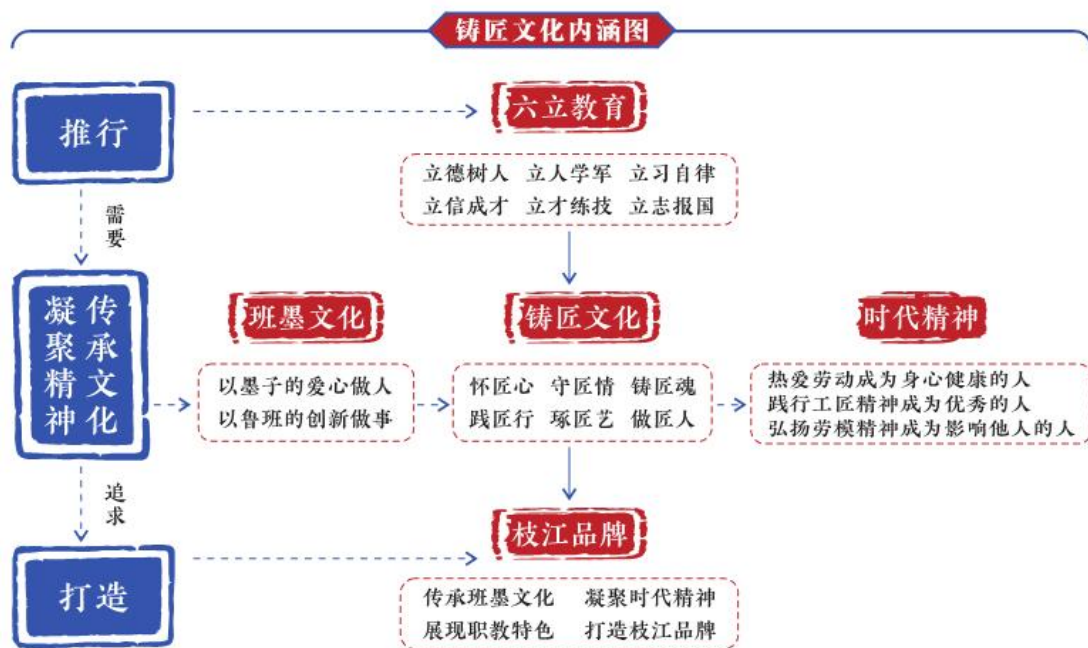 铸匠文化内涵图
推行
六立教育
立德树人 立人学军 立习自律
立信成才 立才练技 立志报国
需要
传承文化
凝聚精神
班墨文化
以墨子的爱心做人
以鲁班的创新做事
铸匠文化
怀匠心 守匠情 铸匠魂
践匠行 琢匠艺 做匠人
时代精神
热爱劳动成为身心健康的人
践行工匠精神成为优秀的人
弘扬劳模精神成为影响他人的人
追求
打造
枝江品牌
传承班墨文化 凝聚时代精神
展现职教特色 打造枝江品牌